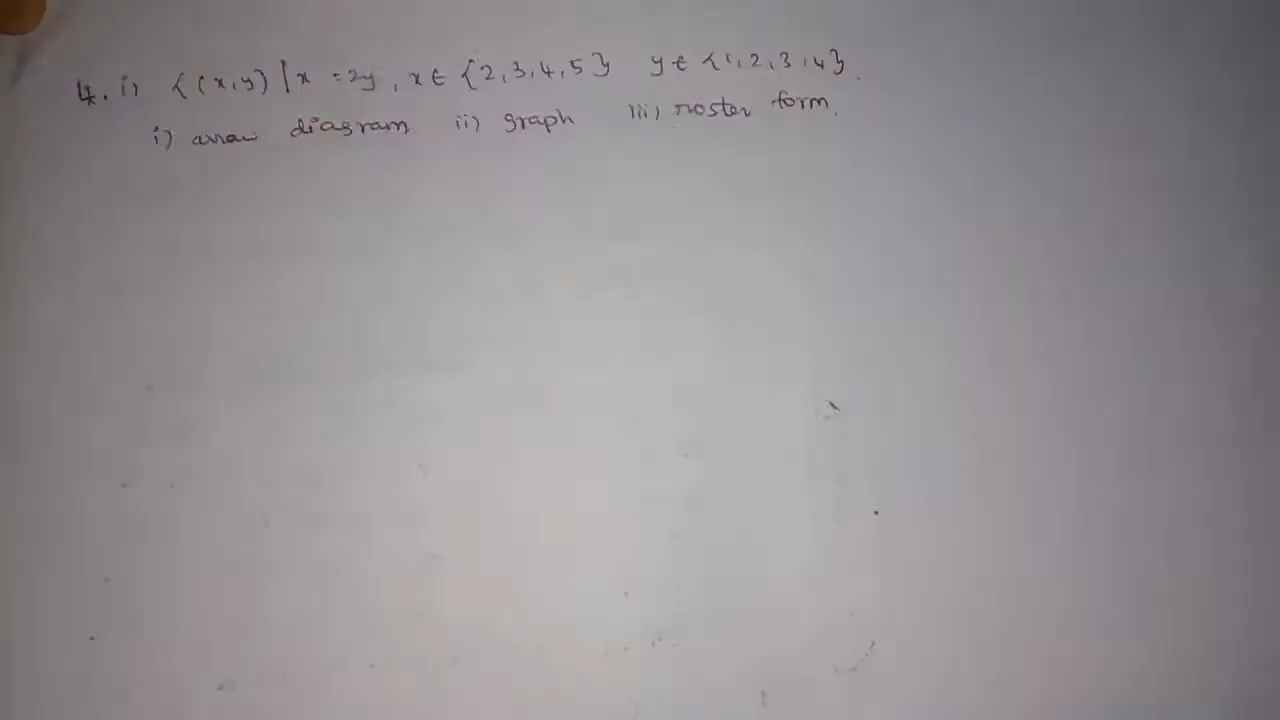 4. i) {(x,y) | x = 2y, x ∈ {2,3,4,5} y ∈ {1,2,3,4}.
i) arrow diagram ii) graph iii) roster form.